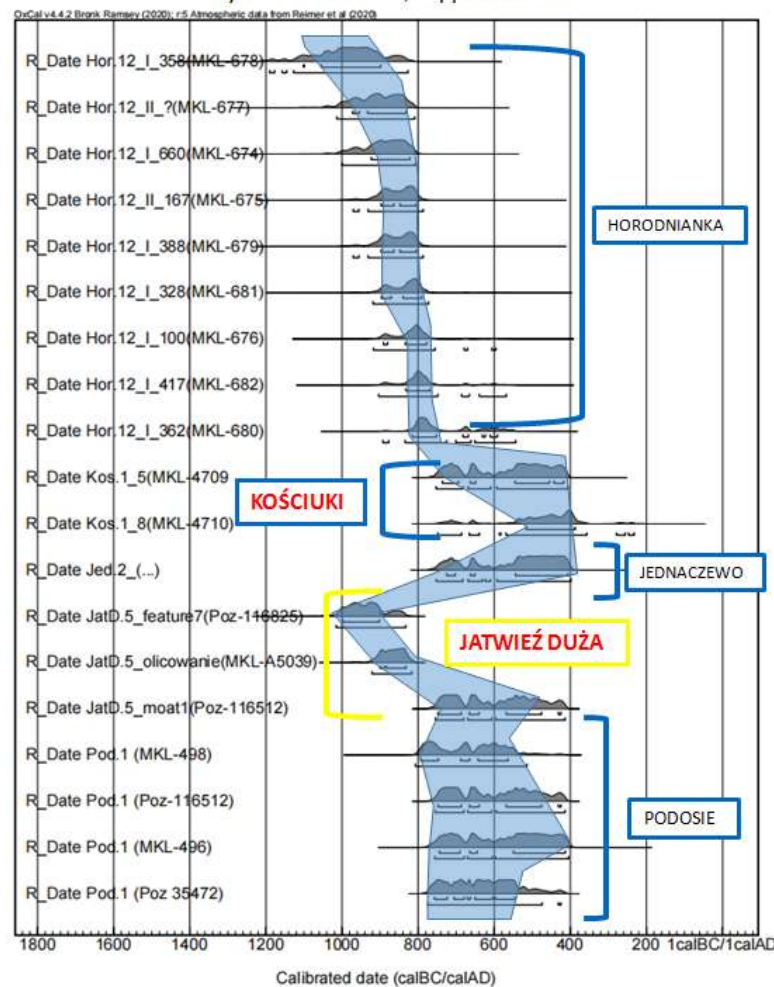 OxCal v4.4.2 Bronk Ramsey (2020); r:5 Atmospheric data from Reimer et al (2020)
R_Date Hor.12_I_358(MKL-678)
R_Date Hor.12_II_?(MKL-677)
R_Date Hor.12_I_660(MKL-674)
R_Date Hor.12_II_167(MKL-675)
R_Date Hor.12_I_388(MKL-679)
R_Date Hor.12_I_328(MKL-681)
R_Date Hor.12_I_100(MKL-676)
R_Date Hor.12_I_417(MKL-682)
R_Date Hor.12_I_362(MKL-680)
HORODNIANKA
R_Date Kos.1_5(MKL-4709
R_Date Kos.1_8(MKL-4710)
KOŚCIUKI
R_Date Jed.2_(...)
JEDNACZEWO
R_Date JatD.5_feature7(Poz-116825)
R_Date JatD.5_olicowanie(MKL-A5039)
R_Date JatD.5_moat1(Poz-116512)
JATWIEŹ DUŻA
R_Date Pod.1 (MKL-498)
R_Date Pod.1 (Poz-116512)
R_Date Pod.1 (MKL-496)
R_Date Pod.1 (Poz 35472)
PODOSIE
1800 1600 1400 1200 1000 800 600 400 200 1calBC/1calAD
Calibrated date (calBC/calAD)